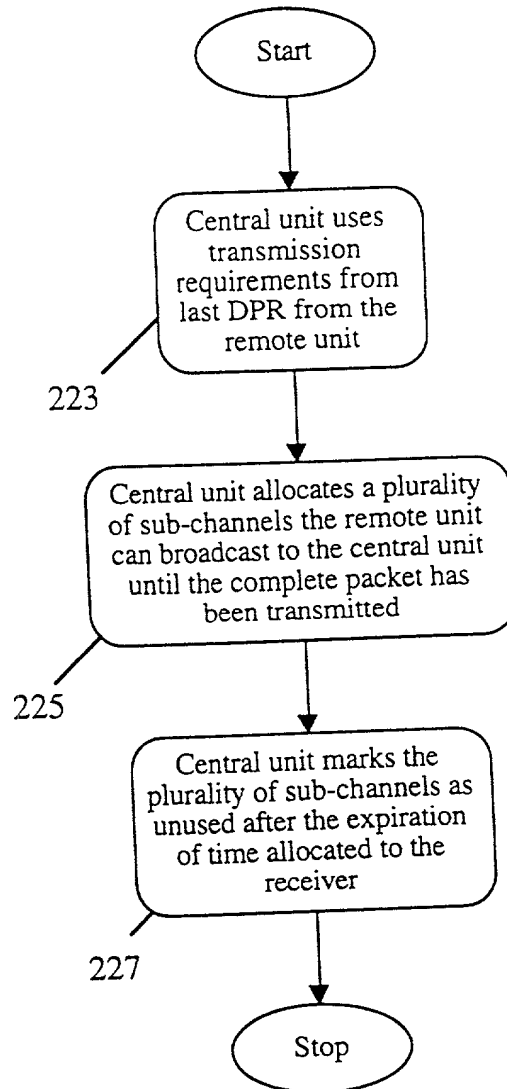 Start
Central unit uses
transmission
requirements from
last DPR from the
remote unit
223
Central unit allocates a plurality
of sub-channels the remote unit
can broadcast to the central unit
until the complete packet has
been transmitted
225
Central unit marks the
plurality of sub-channels as
unused after the expiration
of time allocated to the
receiver
227
Stop